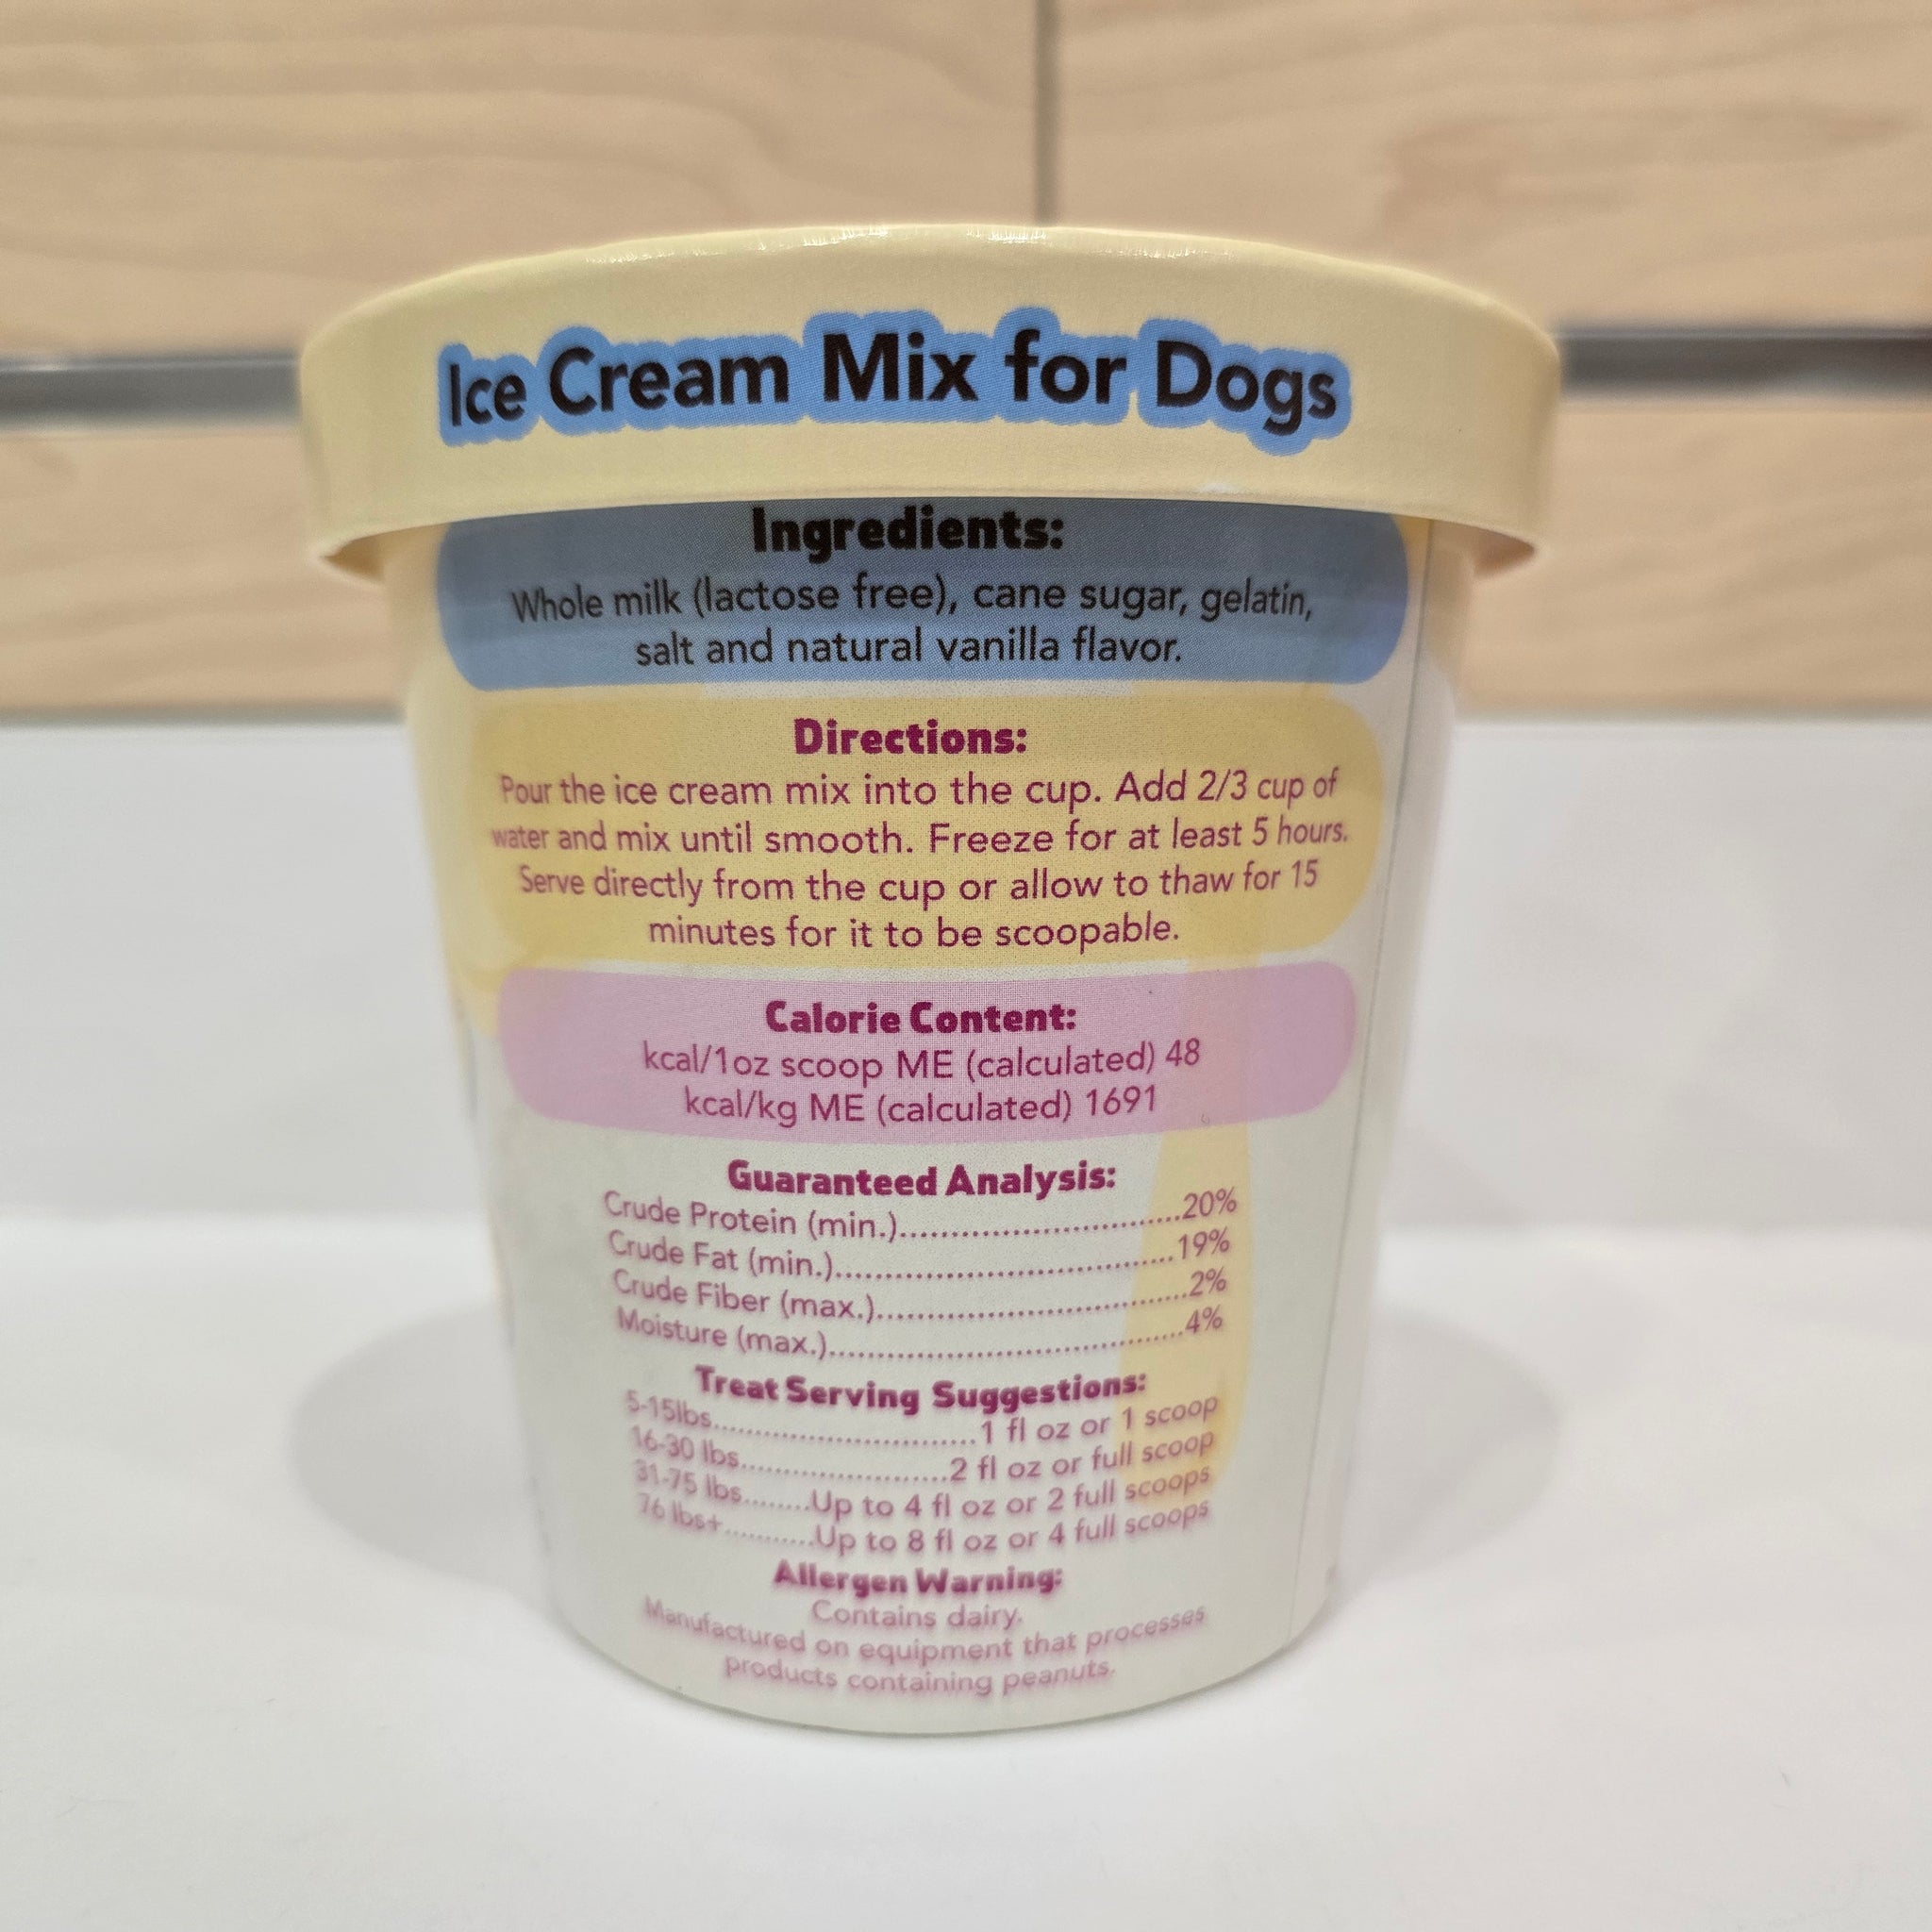 Ice Cream Mix for Dogs
Ingredients:
Whole milk (lactose free), cane sugar, gelatin,
salt and natural vanilla flavor.
Directions:
Pour the ice cream mix into the cup. Add 2/3 cup of
water and mix until smooth. Freeze for at least 5 hours.
Serve directly from the cup or allow to thaw for 15
minutes for it to be scoopable.
Calorie Content:
kcal/1oz scoop ME (calculated) 48
kcal/kg ME (calculated) 1691
Guaranteed Analysis:
Crude Protein (min.)..............................20%
Crude Fat (min.)....................................19%
Crude Fiber (max.).................................2%
Moisture (max.).....................................4%
Treat Serving Suggestions:
5-15lbs............................1 fl oz or 1 scoop
16-30 lbs......................2 fl oz or full scoop
31-75 lbs........Up to 4 fl oz or 2 full scoops
76 lbs+...........Up to 8 fl oz or 4 full scoops
Allergen Warning:
Contains dairy.
Manufactured on equipment that processes
products containing peanuts.